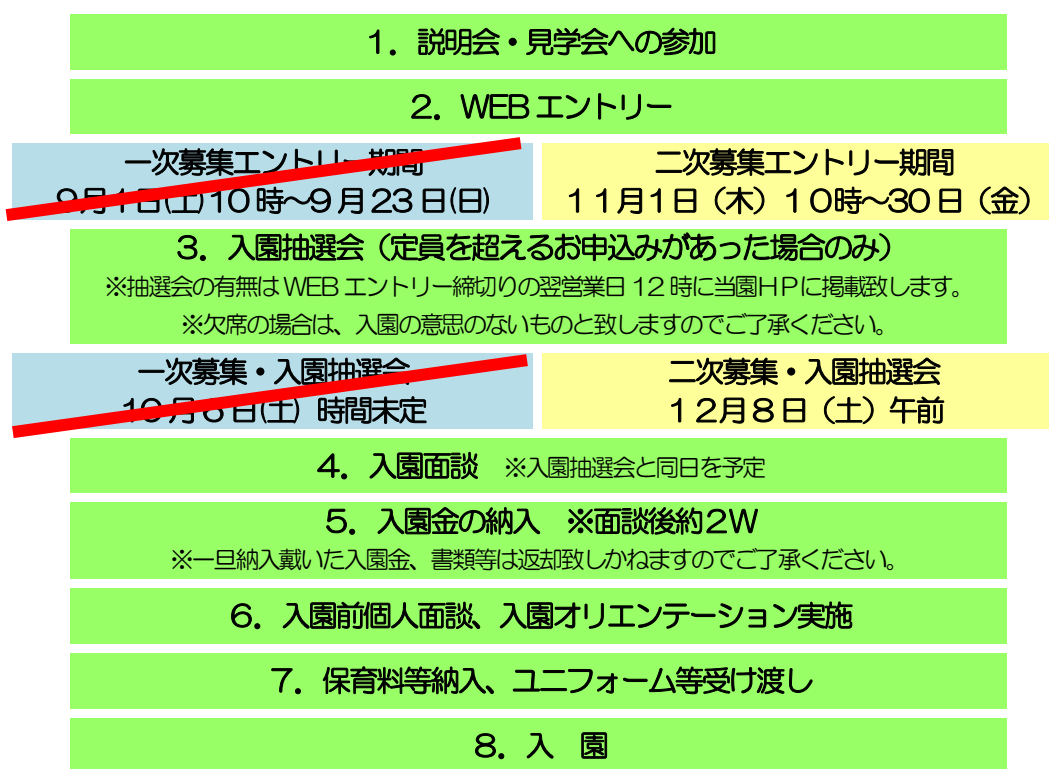 １．説明会・見学会への参加
２．WEBエントリー
一次募集エントリー期間
9月1日(土)10時～9月23日(日)
二次募集エントリー期間
１１月１日（木）１０時～30日（金）
３．入園抽選会（定員を超えるお申込みがあった場合のみ）
※抽選会の有無はWEBエントリー締切りの翌営業日12時に当園ＨＰに掲載致します。
※欠席の場合は、入園の意思のないものと致しますのでご了承ください。
一次募集・入園抽選会
10月6日(土) 時間未定
二次募集・入園抽選会
１２月８日（土）午前
４．入園面談　※入園抽選会と同日を予定
５．入園金の納入　※面談後約２W
※一旦納入戴いた入園金、書類等は返却致しかねますのでご了承ください。
６．入園前個人面談、入園オリエンテーション実施
７．保育料等納入、ユニフォーム等受け渡し
８．入　園